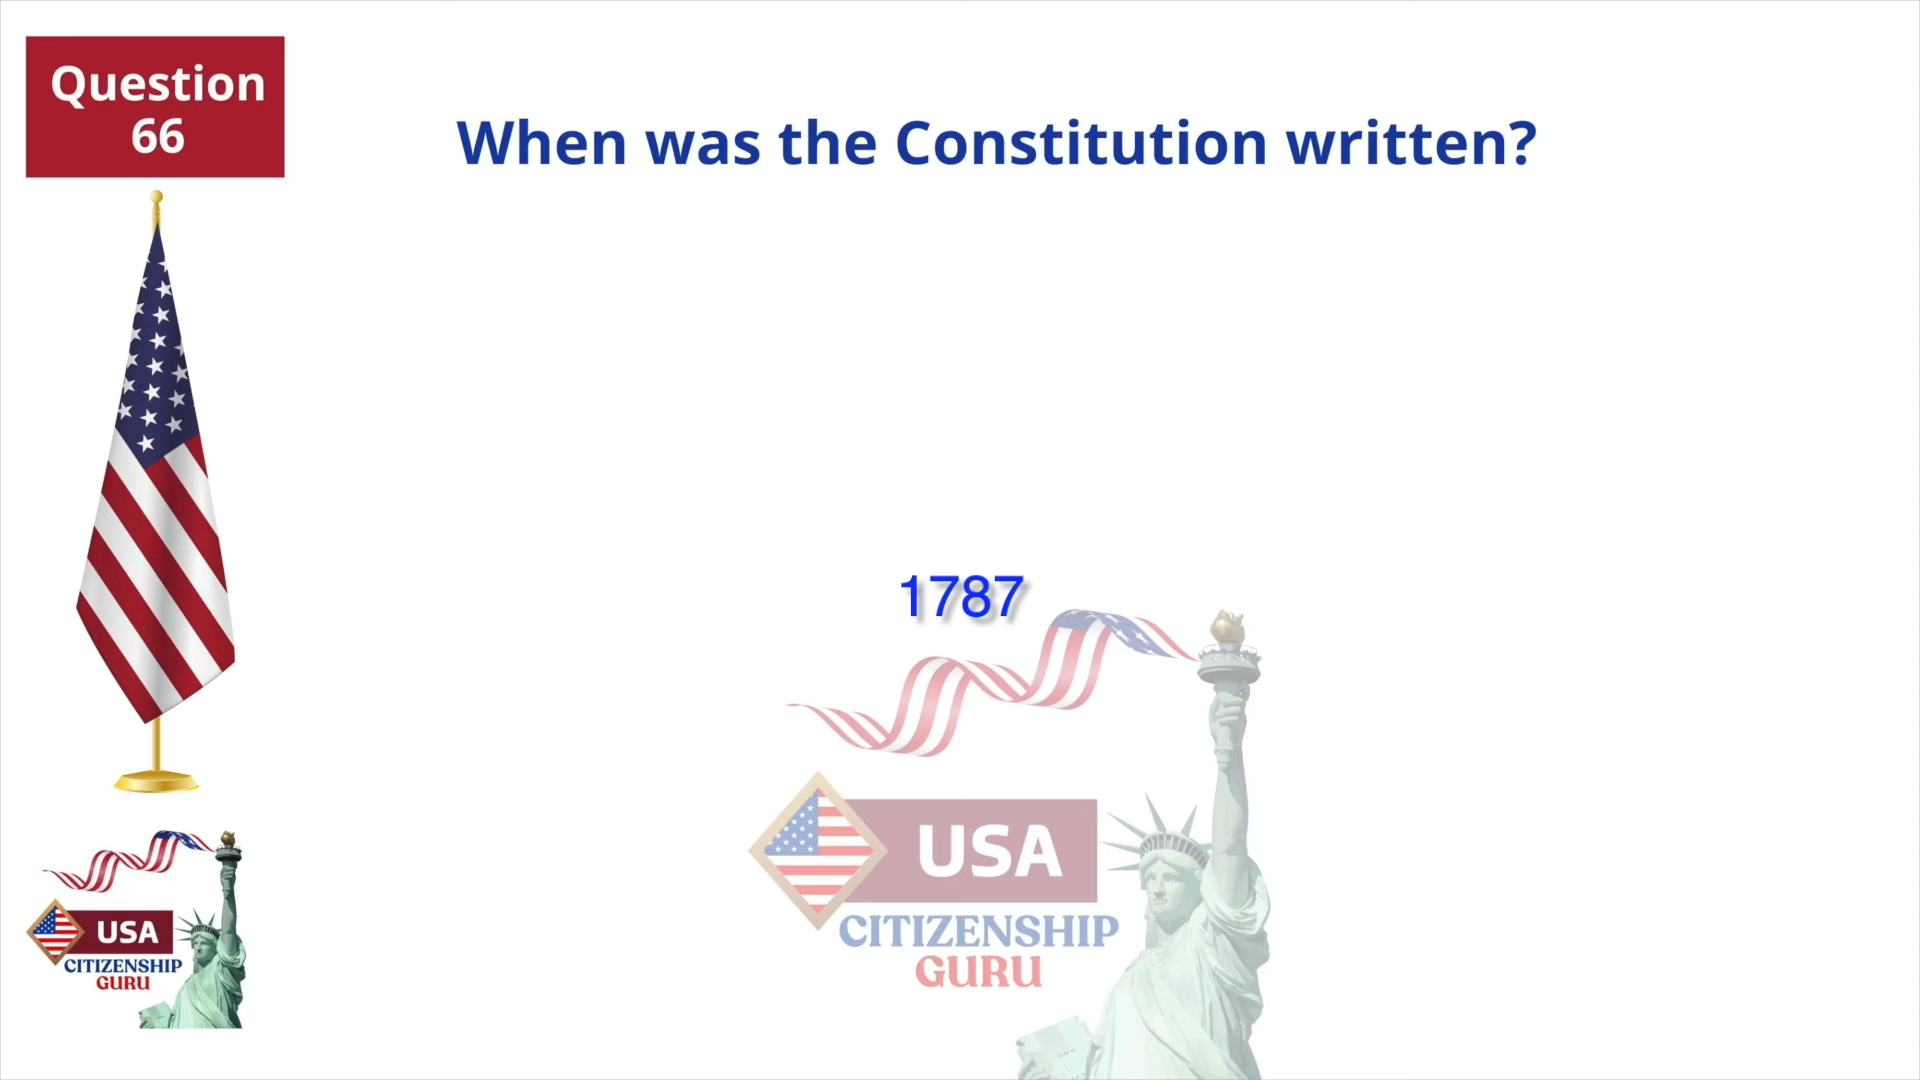 Question
66
When was the Constitution written?
1787
USA
CITIZENSHIP
GURU
USA
CITIZENSHIP
GURU